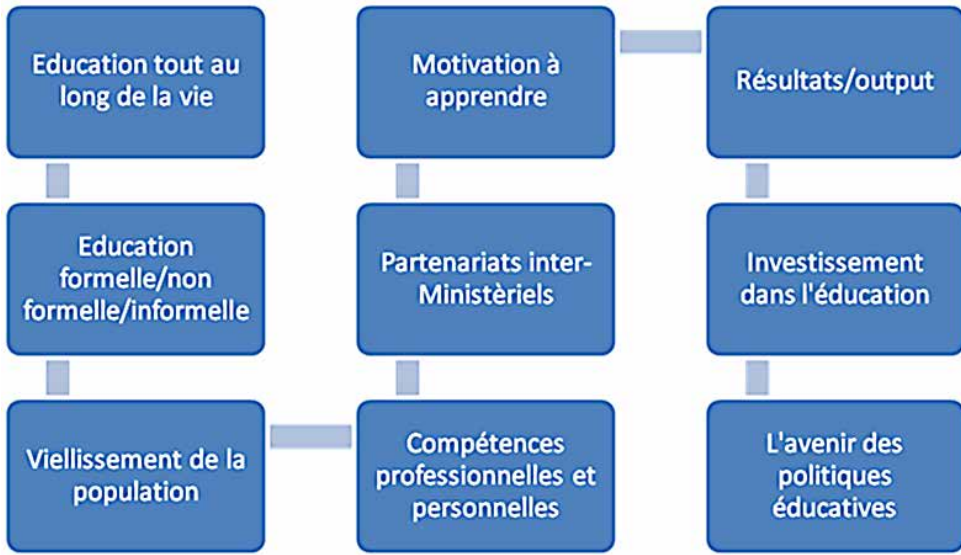 Education tout au
long de la vie
Education
formelle/non
formelle/informelle
Viellissement de la
population
Compétences
professionnelles et
personnelles
Partenariats inter-
Ministèriels
Motivation à
apprendre
Résultats/output
Investissement
dans l'éducation
L'avenir des
politiques
éducatives